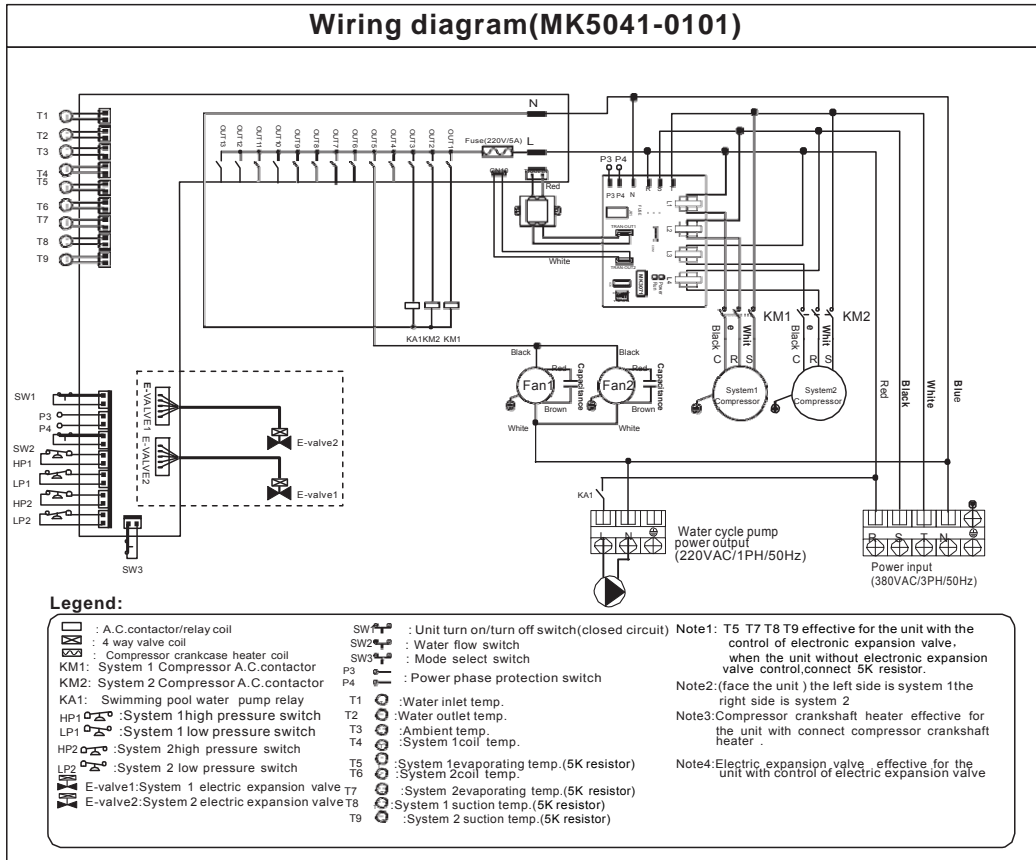 Wiring diagram(MK5041-0101)
T1
T2
T3
T4
T5
T6
T7
T8
T9
OUT13
OUT12
OUT11
OUT10
OUT9
OUT8
OUT7
OUT6
OUT5
OUT4
OUT3
OUT2
OUT1
N
Fuse(220V/5A)
L
Red
White
KA1
KM2
KM1
P3 P4
P3 P4
N
TRAN OUT1
TRAN OUT2
L1
L2
L3
L4
Power
Run
KM1
KM2
Black
e
Whit
Black
e
Whit
C R S
C R S
System1
Compressor
System2
Compressor
Black
Black
Fan1
Red
Brown
Capacitance
Fan2
Red
Brown
Capacitance
White
White
Red
Black
White
Blue
SW1
P3
P4
SW2
HP1
LP1
HP2
LP2
SW3
E-VALVE1
E-VALVE2
E-valve2
E-valve1
KA1
L N
Water cycle pump
power output
(220VAC/1PH/50Hz)
R S T N
Power input
(380VAC/3PH/50Hz)
Legend:
: A.C.contactor/relay coil
: 4 way valve coil
: Compressor crankcase heater coil
KM1: System 1 Compressor A.C.contactor
KM2: System 2 Compressor A.C.contactor
KA1: Swimming pool water pump relay
HP1 :System 1high pressure switch
LP1 :System 1 low pressure switch
HP2 :System 2high pressure switch
LP2 :System 2 low pressure switch
E-valve1:System 1 electric expansion valve
E-valve2:System 2 electric expansion valve
SW1 : Unit turn on/turn off switch(closed circuit)
SW2 : Water flow switch
SW3 : Mode select switch
P3
P4 : Power phase protection switch
T1 :Water inlet temp.
T2 :Water outlet temp.
T3 :Ambient temp.
T4 :System 1coil temp.
T5 :System 1evaporating temp.(5K resistor)
T6 :System 2coil temp.
T7 :System 2evaporating temp.(5K resistor)
T8 :System 1 suction temp.(5K resistor)
T9 :System 2 suction temp.(5K resistor)
Note1: T5 T7 T8 T9 effective for the unit with the
control of electronic expansion valve,
when the unit without electronic expansion
valve control,connect 5K resistor.
Note2:(face the unit ) the left side is system 1the
right side is system 2
Note3:Compressor crankshaft heater effective for
the unit with connect compressor crankshaft
heater .
Note4:Electric expansion valve effective for the
unit with control of electric expansion valve